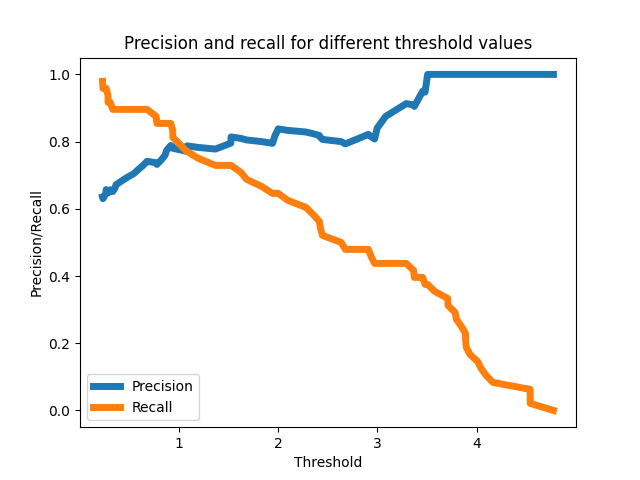 Precision and recall for different threshold values
Precision/Recall
1.0
0.8
0.6
0.4
0.2
0.0
Precision
Recall
1 2 3 4
Threshold